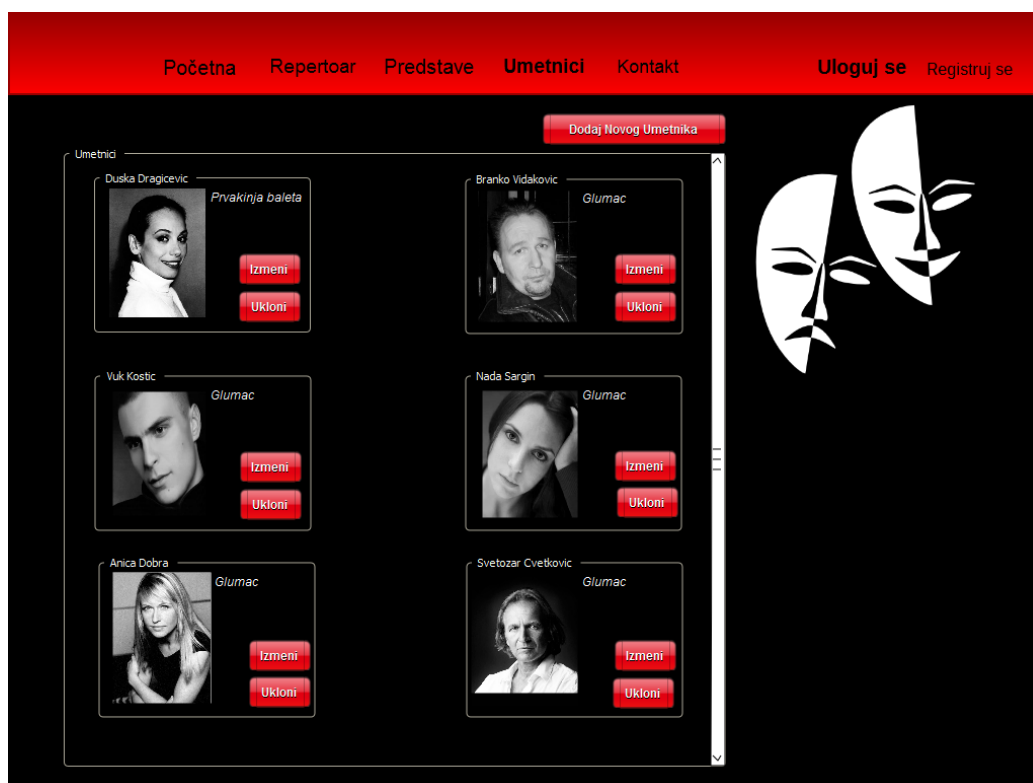 Početna Repertoar Predstave Umetnici Kontakt Uloguj se Registruj se
Dodaj Novog Umetnika
Umetnici
Duska Dragicevic
Prvakinja baleta
Izmeni
Ukloni
Branko Vidakovic
Glumac
Izmeni
Ukloni
Vuk Kostic
Glumac
Izmeni
Ukloni
Nada Sargin
Glumac
Izmeni
Ukloni
Anica Dobra
Glumac
Izmeni
Ukloni
Svetozar Cvetkovic
Glumac
Izmeni
Ukloni